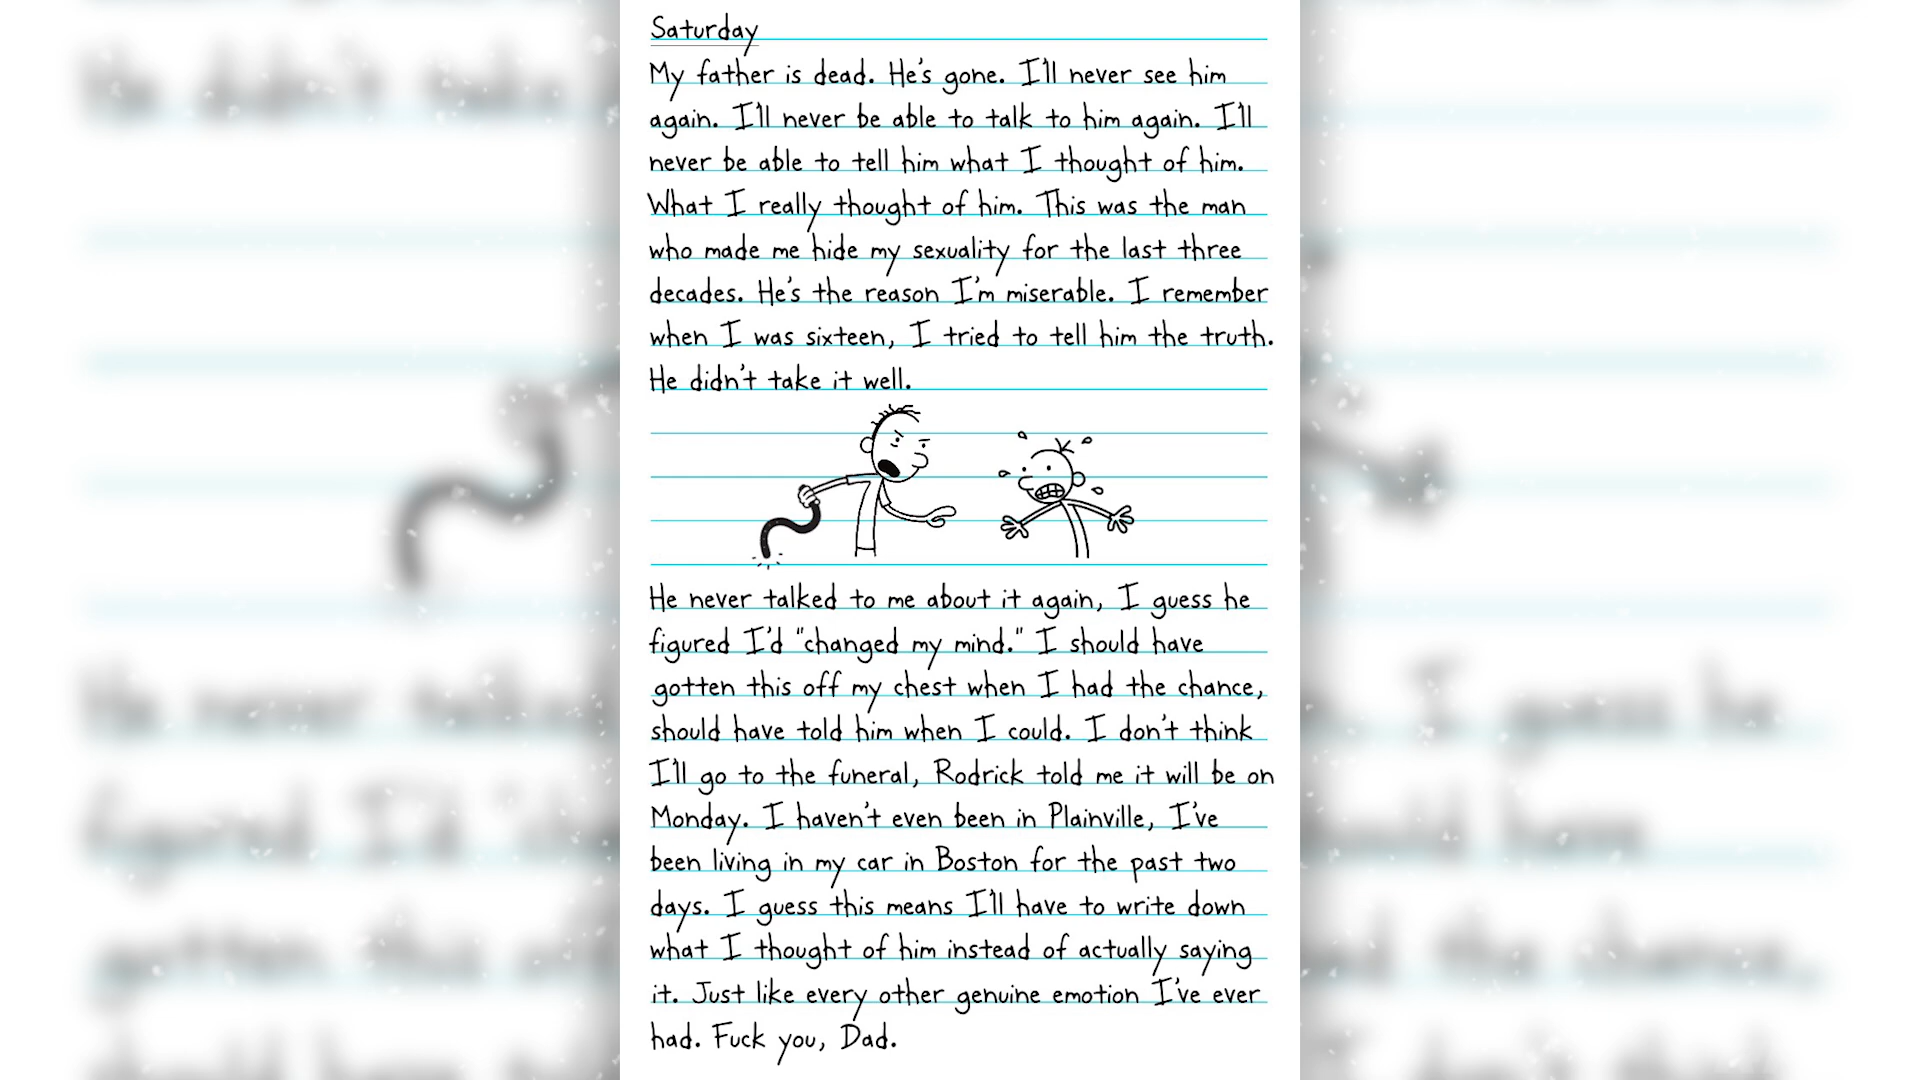 Saturday
My father is dead. He's gone. I'll never see him
again. I'll never be able to talk to him again. I'll
never be able to tell him what I thought of him.
What I really thought of him. This was the man
who made me hide my sexuality for the last three
decades. He's the reason I'm miserable. I remember
when I was sixteen, I tried to tell him the truth.
He didn't take it well.
He never talked to me about it again, I guess he
figured I'd "changed my mind." I should have
gotten this off my chest when I had the chance,
should have told him when I could. I don't think
I'll go to the funeral, Rodrick told me it will be on
Monday. I haven't even been in Plainville, I've
been living in my car in Boston for the past two
days. I guess this means I'll have to write down
what I thought of him instead of actually saying
it. Just like every other genuine emotion I've ever
had. Fuck you, Dad.